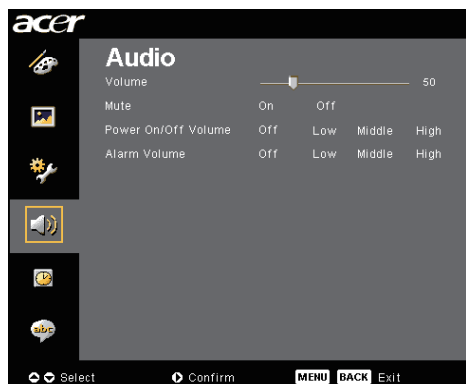 acer
Audio
Volume 50
Mute On Off
Power On/Off Volume Off Low Middle High
Alarm Volume Off Low Middle High
abc
Select Confirm MENU BACK Exit